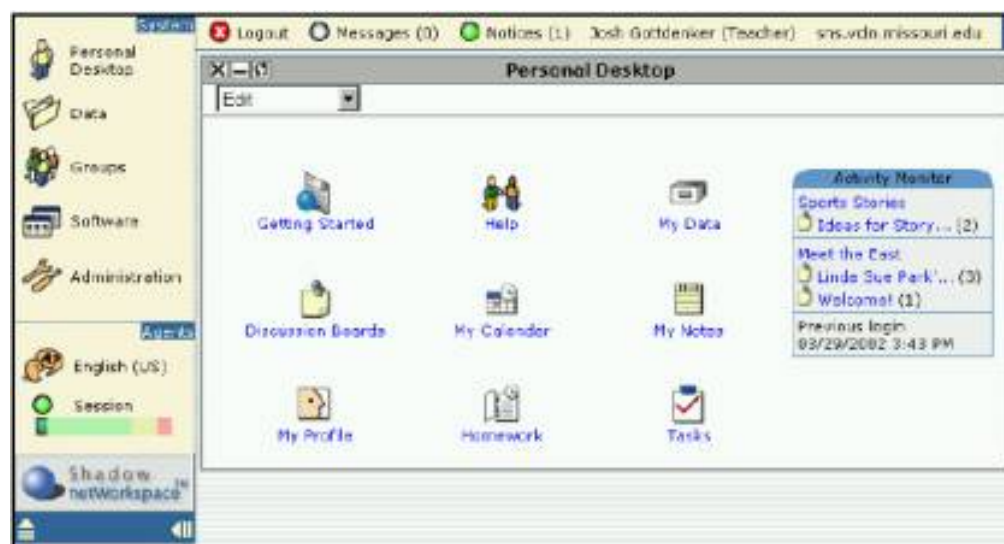 System
Personal
Desktop
Data
Groups
Software
Administration
Agents
English (US)
Session
Shadow
netWorkspace™
Logout Messages (0) Notices (1) Josh Gottdenker (Teacher) sns.vcln.missouri.edu
Personal Desktop
Edit
Getting Started Help My Data
Discussion Boards My Calendar My Notes
My Profile Homework Tasks
Activity Monitor
Sports Stories
Ideas for Story... (2)
Meet the East
Linda Sue Park'... (3)
Welcome! (1)
Previous login
03/29/2002 3:43 PM